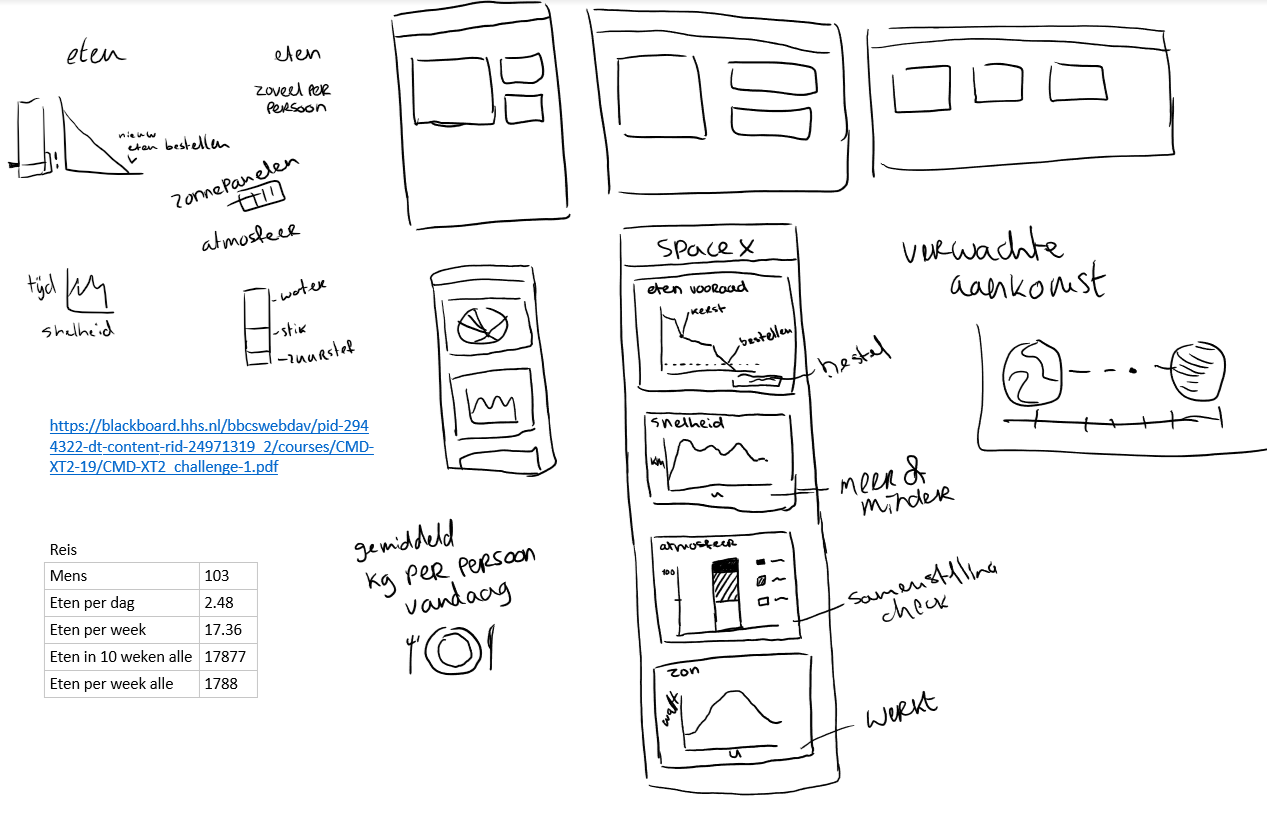 eten
eten
zoveel PER
PERSOON
nieuw
eten bestellen
zonnepanelen
atmosfeer
tijd
snelheid
water
stik
zuurstof
https://blackboard.hhs.nl/bbcswebdav/pid-294
4322-dt-content-rid-24971319_2/courses/CMD-
XT2-19/CMD-XT2_challenge-1.pdf
Reis
Mens 103
Eten per dag 2.48
Eten per week 17.36
Eten in 10 weken alle 17877
Eten per week alle 1788
gemiddeld
kg PER PERSOON
vandaag
SPACE X
eten vooraad
kerst
bestellen
bestel
snelheid
KM
u
MEER &
MINDER
atmosfeer
100
samenstelling
check
zon
watt
u
WERKT
verwachte
aankomst